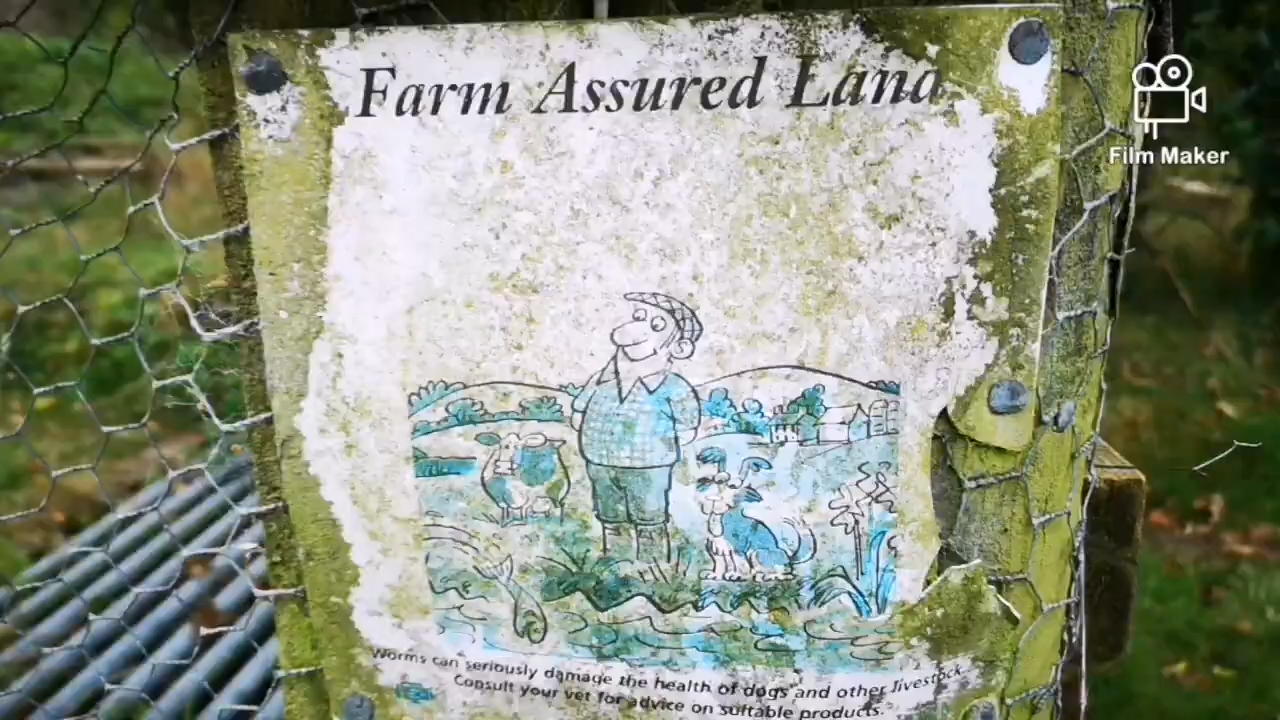 Farm Assured Land
Film Maker
Worms can seriously damage the health of dogs and other livestock.
Consult your vet for advice on suitable products.